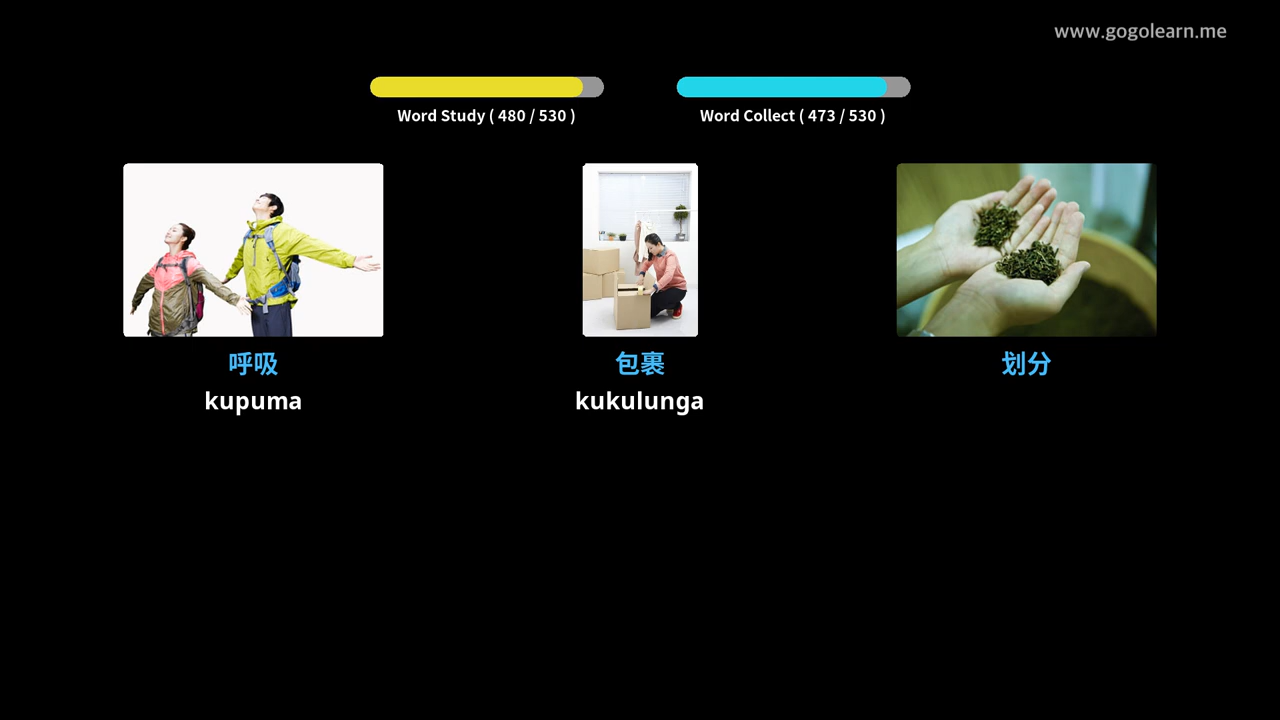 www.gogolearn.me
Word Study ( 480 / 530 )
Word Collect ( 473 / 530 )
呼吸
包裹
划分
kupuma
kukulunga